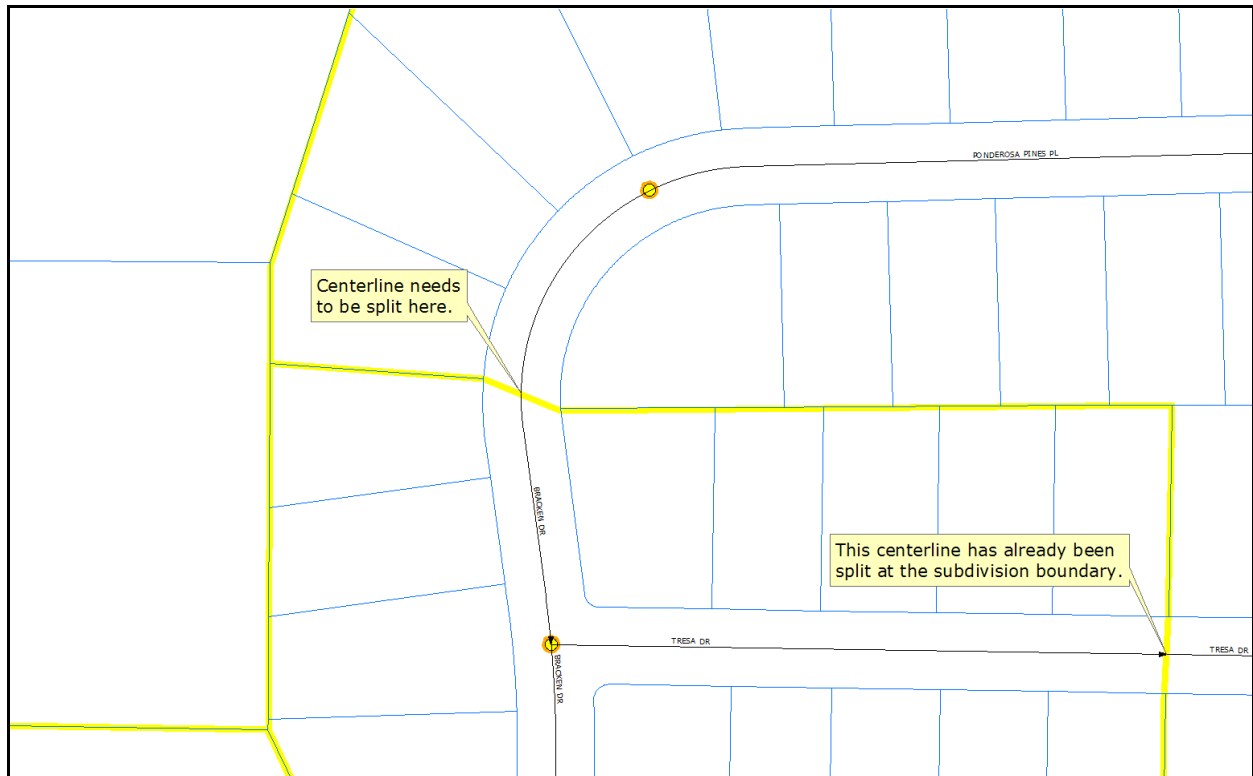 PONDEROSA PINES PL
Centerline needs
to be split here.
BRACKEN DR
This centerline has already been
split at the subdivision boundary.
TRESA DR
TRESA DR
BRACKEN DR